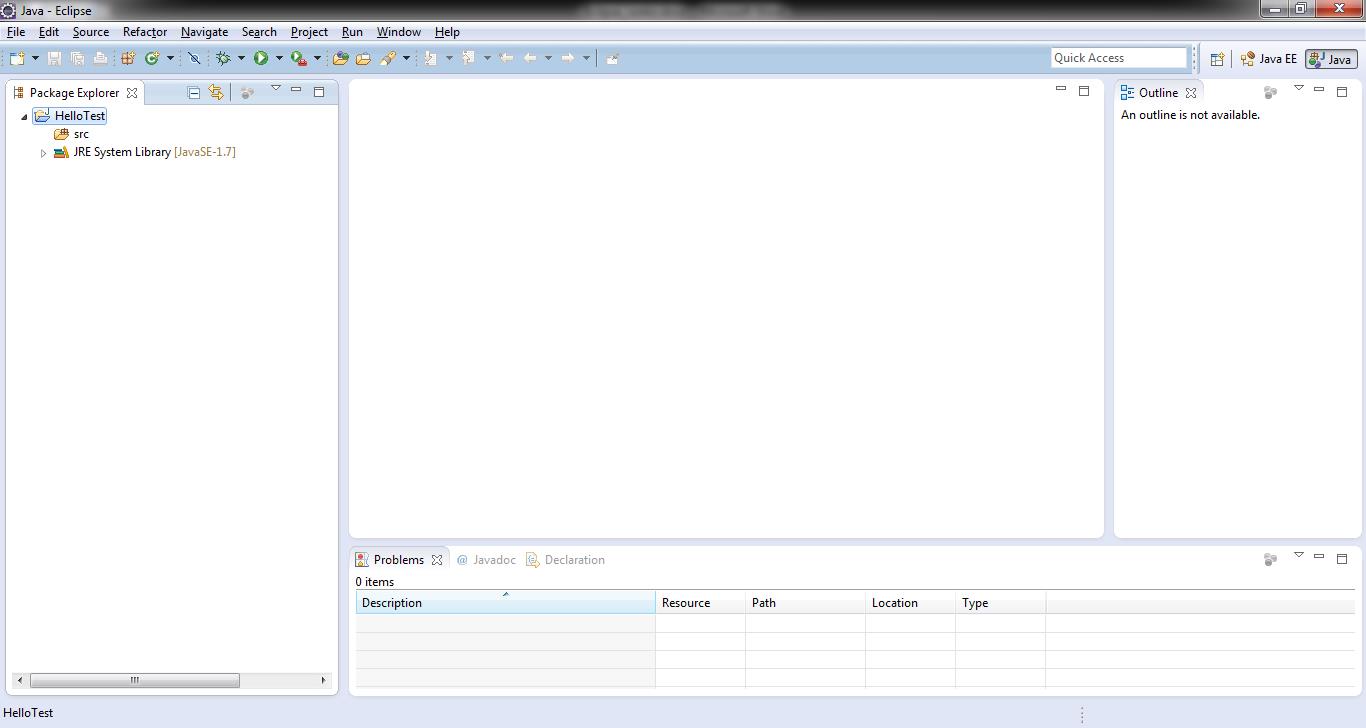 Java - Eclipse
File Edit Source Refactor Navigate Search Project Run Window Help
Quick Access Java EE Java
Package Explorer
HelloTest
src
JRE System Library [JavaSE-1.7]
Outline
An outline is not available.
Problems @ Javadoc Declaration
0 items
Description Resource Path Location Type
HelloTest